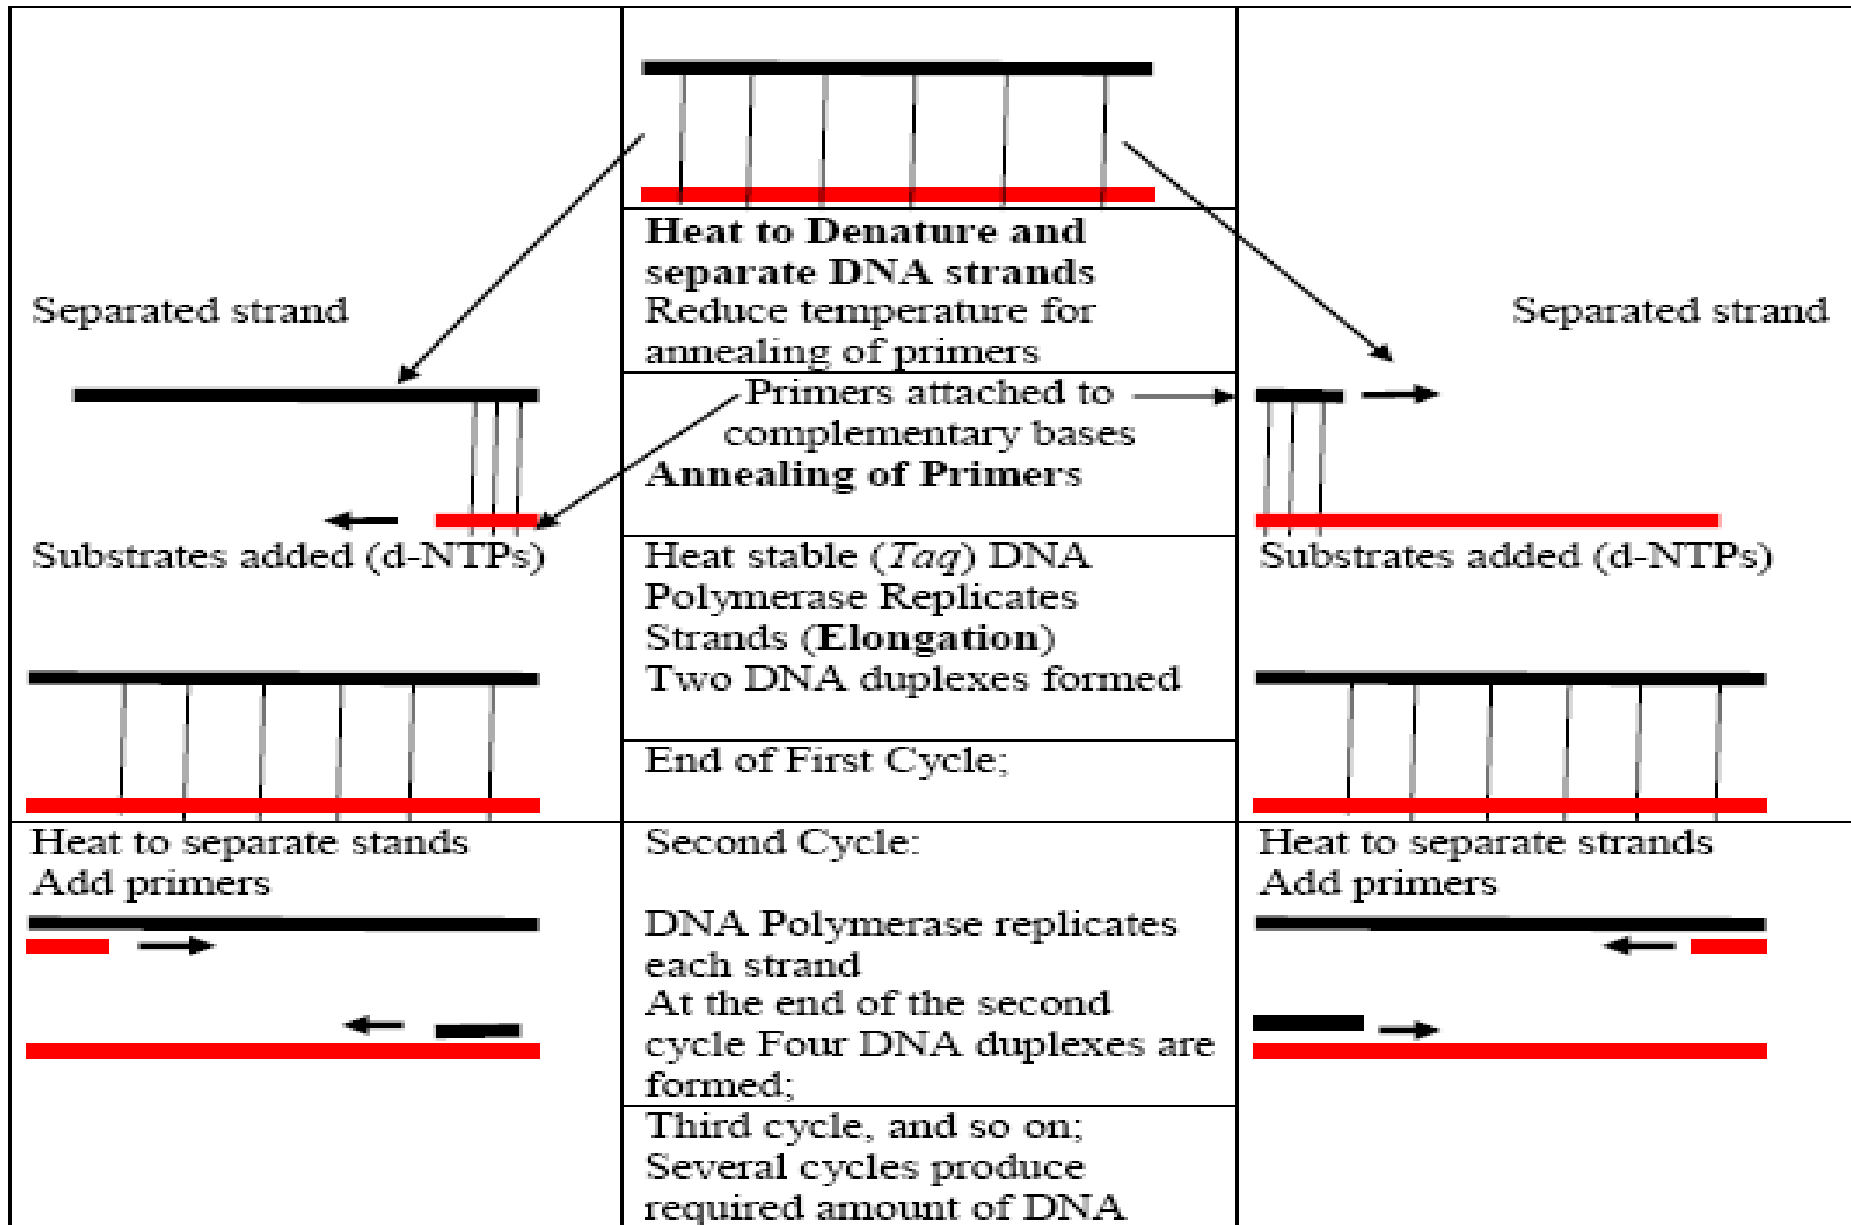 Heat to Denature and
separate DNA strands
Separated strand
Reduce temperature for
annealing of primers
Separated strand
Primers attached to
complementary bases
Annealing of Primers
Substrates added (d-NTPs)
Heat stable (Taq) DNA
Polymerase Replicates
Strands (Elongation)
Two DNA duplexes formed
Substrates added (d-NTPs)
End of First Cycle;
Heat to separate stands
Add primers
Second Cycle:
DNA Polymerase replicates
each strand
At the end of the second
cycle Four DNA duplexes are
formed;
Heat to separate strands
Add primers
Third cycle, and so on;
Several cycles produce
required amount of DNA